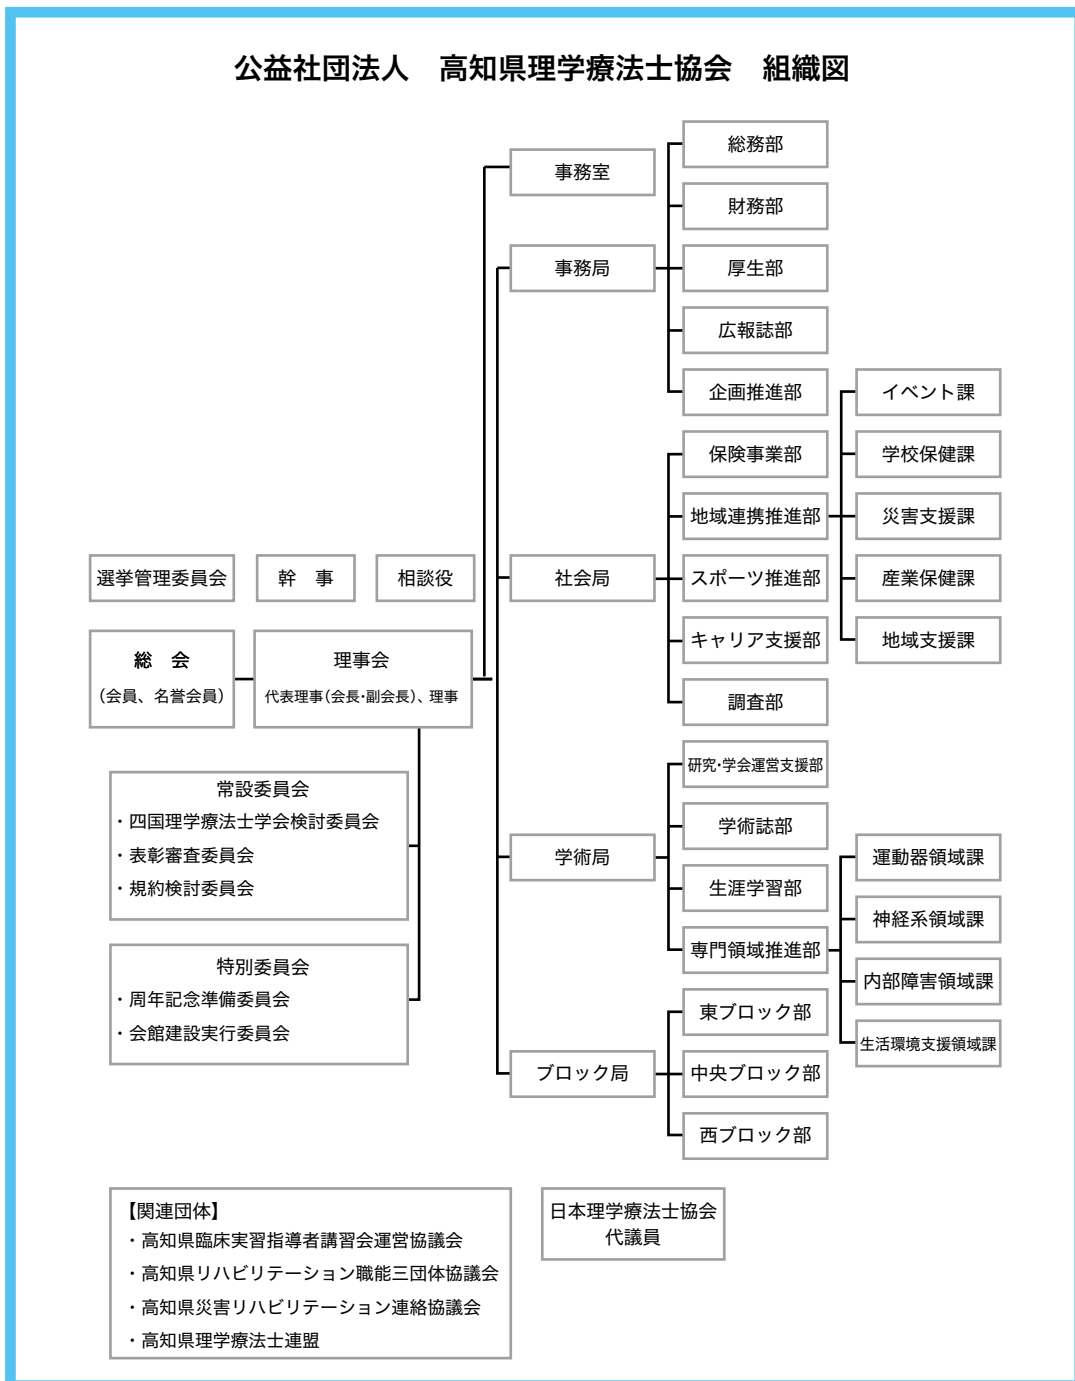 公益社団法人　高知県理学療法士協会　組織図
事務室
事務局
総務部
財務部
厚生部
広報誌部
企画推進部
社会局
保険事業部
地域連携推進部
スポーツ推進部
キャリア支援部
調査部
イベント課
学校保健課
災害支援課
産業保健課
地域支援課
選挙管理委員会
幹　事
相談役
総　会
（会員、名誉会員）
理事会
代表理事（会長・副会長）、理事
常設委員会
・四国理学療法士学会検討委員会
・表彰審査委員会
・規約検討委員会
特別委員会
・周年記念準備委員会
・会館建設実行委員会
学術局
研究・学会運営支援部
学術誌部
生涯学習部
専門領域推進部
運動器領域課
神経系領域課
内部障害領域課
生活環境支援領域課
ブロック局
東ブロック部
中央ブロック部
西ブロック部
【関連団体】
・高知県臨床実習指導者講習会運営協議会
・高知県リハビリテーション職能三団体協議会
・高知県災害リハビリテーション連絡協議会
・高知県理学療法士連盟
日本理学療法士協会
代議員